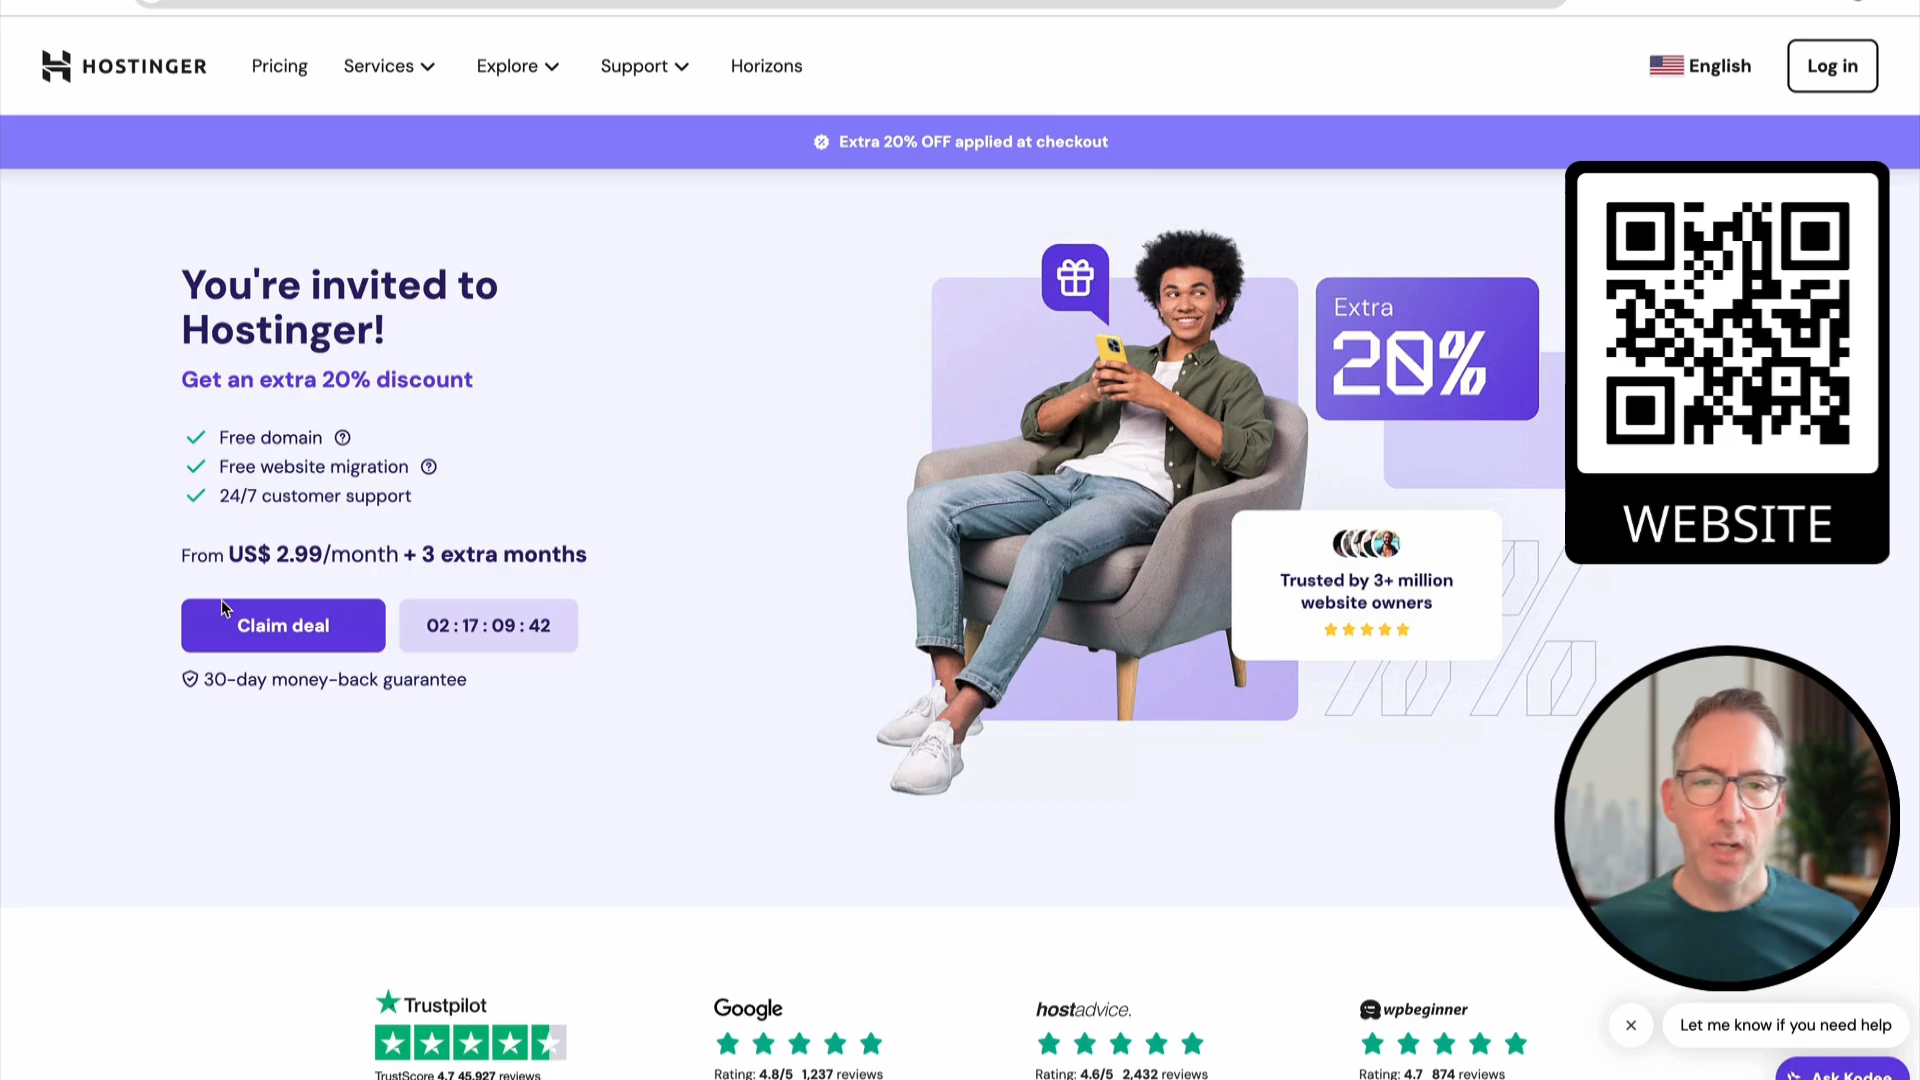 HOSTINGER
Pricing
Services
Explore
Support
Horizons
English
Log in
Extra 20% OFF applied at checkout
You're invited to
Hostinger!
Get an extra 20% discount
Free domain
Free website migration
24/7 customer support
From US$ 2.99/month + 3 extra months
Claim deal
02 : 17 : 09 : 42
30-day money-back guarantee
Extra
20%
Trusted by 3+ million
website owners
WEBSITE
Trustpilot
TrustScore 4.7 45,927 reviews
Google
Rating: 4.8/5 1,237 reviews
hostadvice.
Rating: 4.6/5 2,432 reviews
wpbeginner
Rating: 4.7 874 reviews
Let me know if you need help
Ask Kodee